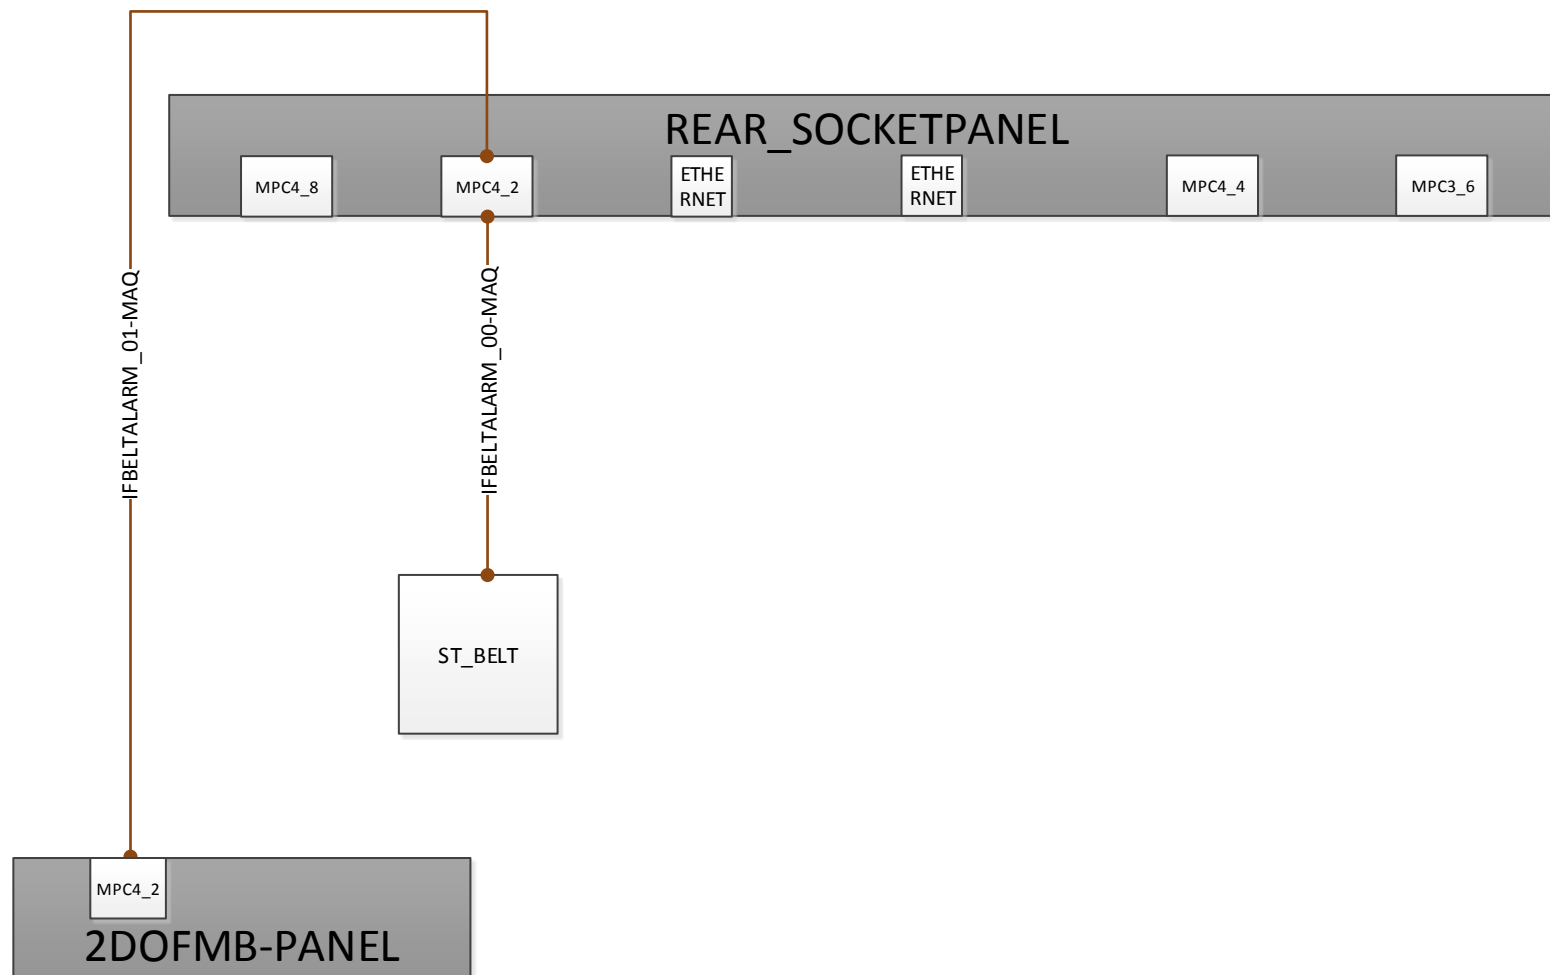 REAR_SOCKETPANEL
MPC4_8
MPC4_2
ETHE
RNET
ETHE
RNET
MPC4_4
MPC3_6
IFBELTALARM_01-MAQ
IFBELTALARM_00-MAQ
ST_BELT
MPC4_2
2DOFMB-PANEL